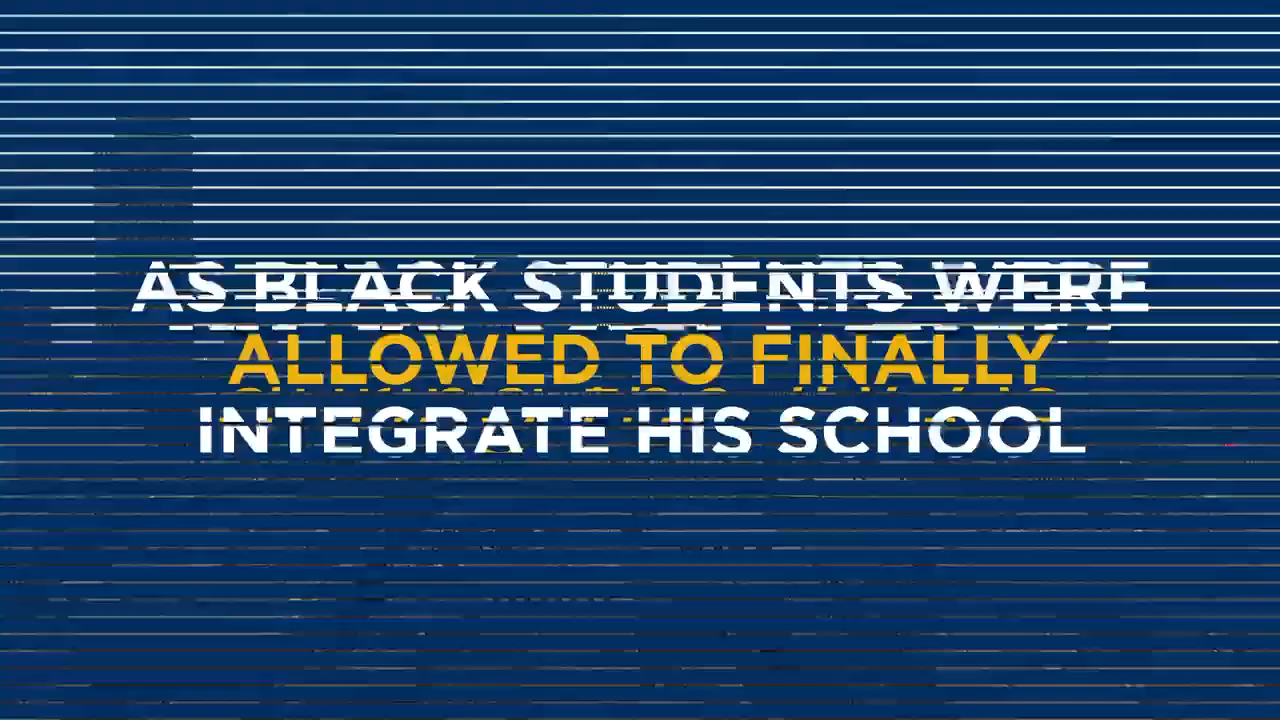 AS BLACK STUDENTS WERE
ALLOWED TO FINALLY
INTEGRATE HIS SCHOOL